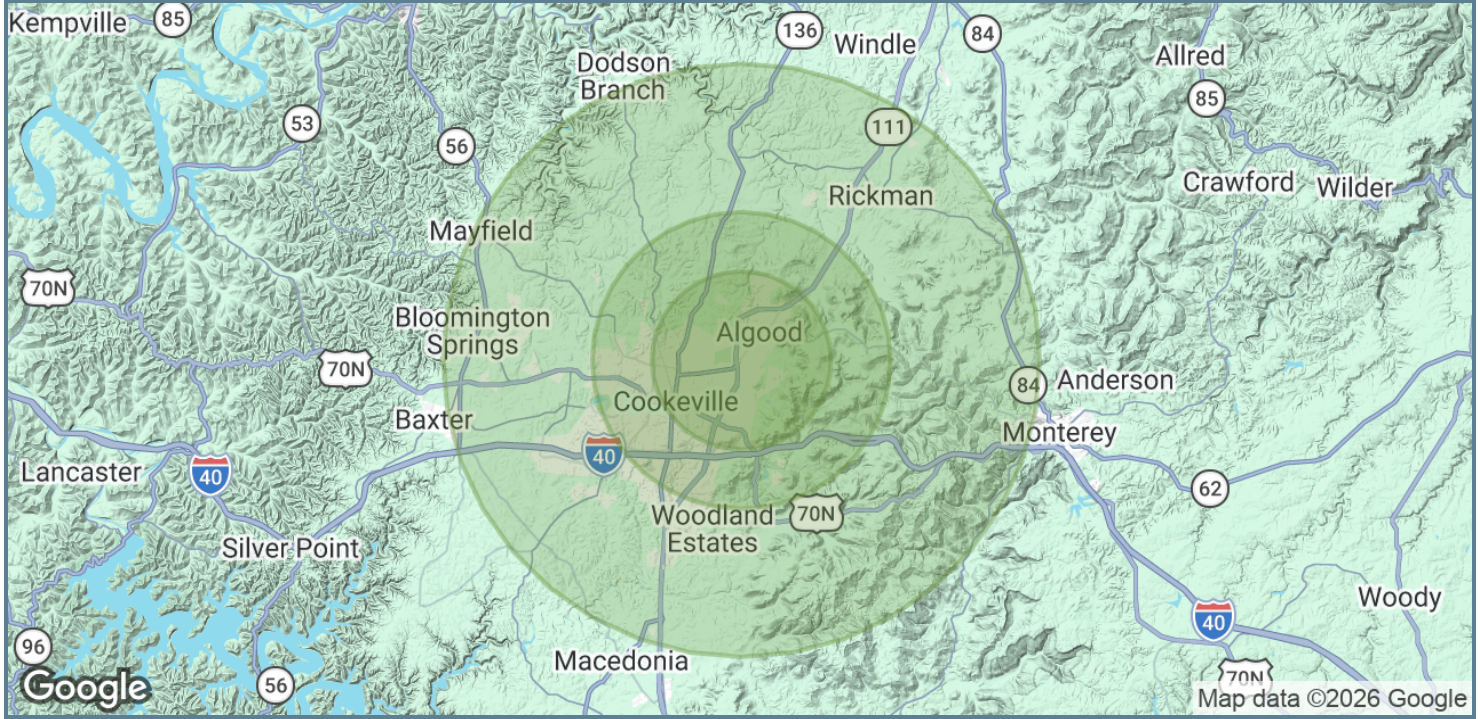 Kempville
85
136
Windle
84
Allred
Dodson
Branch
85
53
111
56
Crawford
Wilder
Rickman
Mayfield
70N
Bloomington
Springs
Algood
70N
84
Anderson
Cookeville
Baxter
Monterey
40
Lancaster
40
62
Woodland
Estates
70N
Silver Point
Woody
40
96
Macedonia
70N
56
Google
Map data ©2026 Google